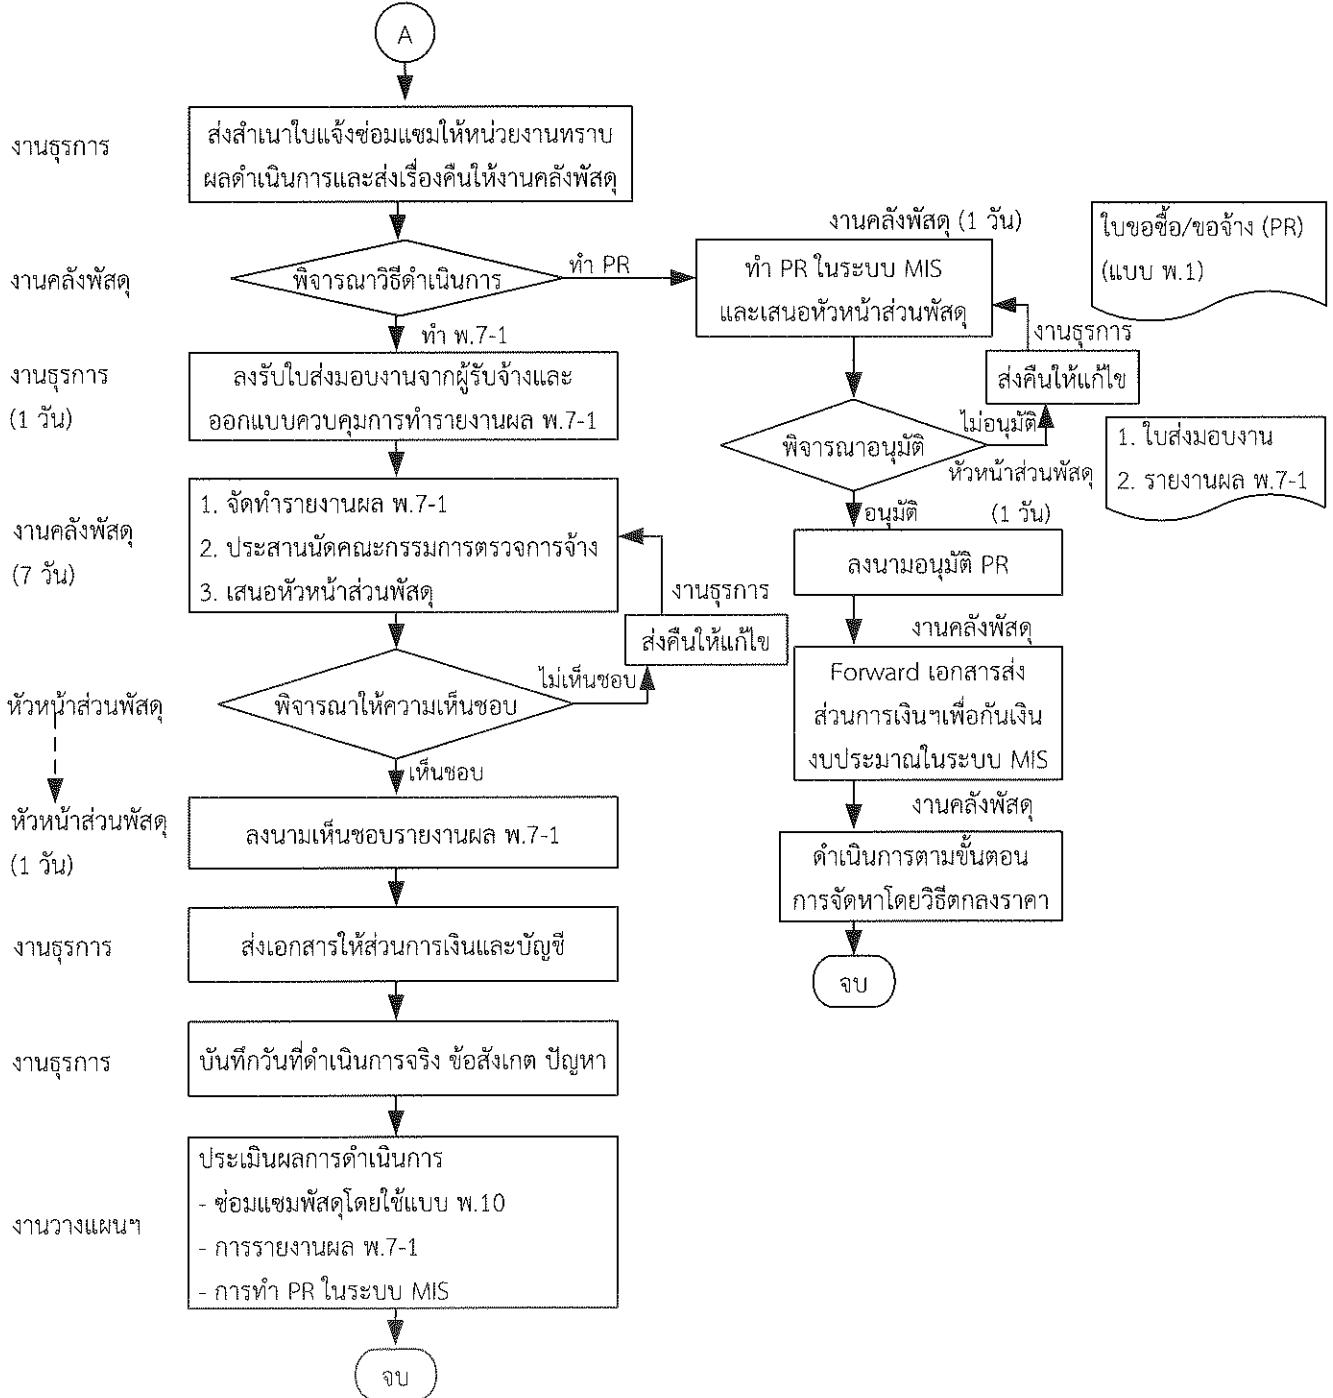 A
งานธุรการ
ส่งสำเนาใบแจ้งซ่อมแซมให้หน่วยงานทราบ
ผลดำเนินการและส่งเรื่องคืนให้งานคลังพัสดุ
งานคลังพัสดุ
พิจารณาวิธีดำเนินการ
ทำ PR
งานคลังพัสดุ (1 วัน)
ทำ PR ในระบบ MIS
และเสนอหัวหน้าส่วนพัสดุ
ใบขอซื้อ/ขอจ้าง (PR)
(แบบ พ.1)
ทำ พ.7-1
งานธุรการ
ส่งคืนให้แก้ไข
งานธุรการ
(1 วัน)
ลงรับใบส่งมอบงานจากผู้รับจ้างและ
ออกแบบควบคุมการทำรายงานผล พ.7-1
พิจารณาอนุมัติ
ไม่อนุมัติ
หัวหน้าส่วนพัสดุ
(1 วัน)
อนุมัติ
1. ใบส่งมอบงาน
2. รายงานผล พ.7-1
งานคลังพัสดุ
(7 วัน)
1. จัดทำรายงานผล พ.7-1
2. ประสานนัดคณะกรรมการตรวจการจ้าง
3. เสนอหัวหน้าส่วนพัสดุ
งานธุรการ
ส่งคืนให้แก้ไข
ลงนามอนุมัติ PR
งานคลังพัสดุ
Forward เอกสารส่ง
ส่วนการเงินฯเพื่อกันเงิน
งบประมาณในระบบ MIS
หัวหน้าส่วนพัสดุ
พิจารณาให้ความเห็นชอบ
ไม่เห็นชอบ
เห็นชอบ
งานคลังพัสดุ
ดำเนินการตามขั้นตอน
การจัดหาโดยวิธีตกลงราคา
จบ
หัวหน้าส่วนพัสดุ
(1 วัน)
ลงนามเห็นชอบรายงานผล พ.7-1
งานธุรการ
ส่งเอกสารให้ส่วนการเงินและบัญชี
งานธุรการ
บันทึกวันที่ดำเนินการจริง ข้อสังเกต ปัญหา
งานวางแผนฯ
ประเมินผลการดำเนินการ
- ซ่อมแซมพัสดุโดยใช้แบบ พ.10
- การรายงานผล พ.7-1
- การทำ PR ในระบบ MIS
จบ